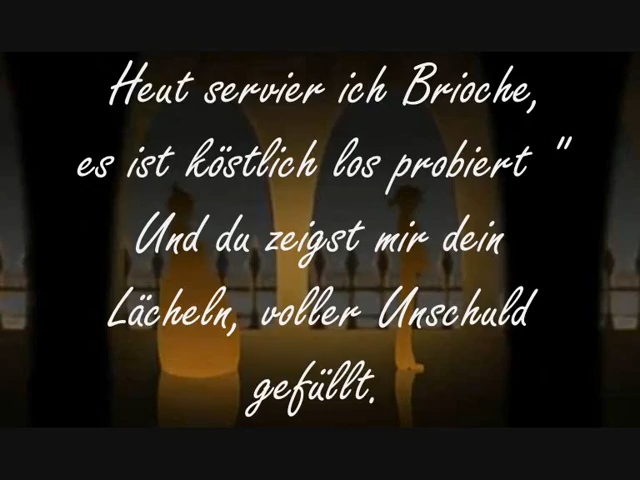 Heut servier ich Brioche,
es ist köstlich los probiert "
Und du zeigst mir dein
Lächeln, voller Unschuld
gefüllt.